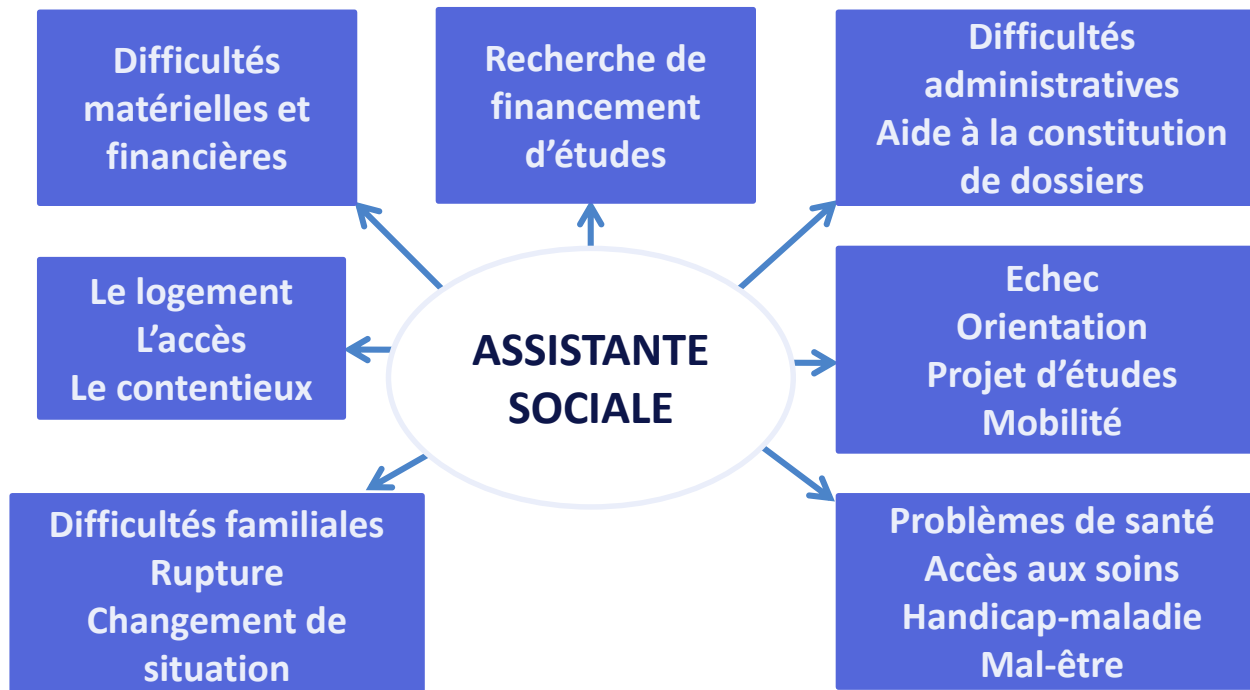 Difficultés
matérielles et
financières
Recherche de
financement
d’études
Difficultés
administratives
Aide à la constitution
de dossiers
Le logement
L’accès
Le contentieux
ASSISTANTE
SOCIALE
Echec
Orientation
Projet d’études
Mobilité
Difficultés familiales
Rupture
Changement de
situation
Problèmes de santé
Accès aux soins
Handicap-maladie
Mal-être